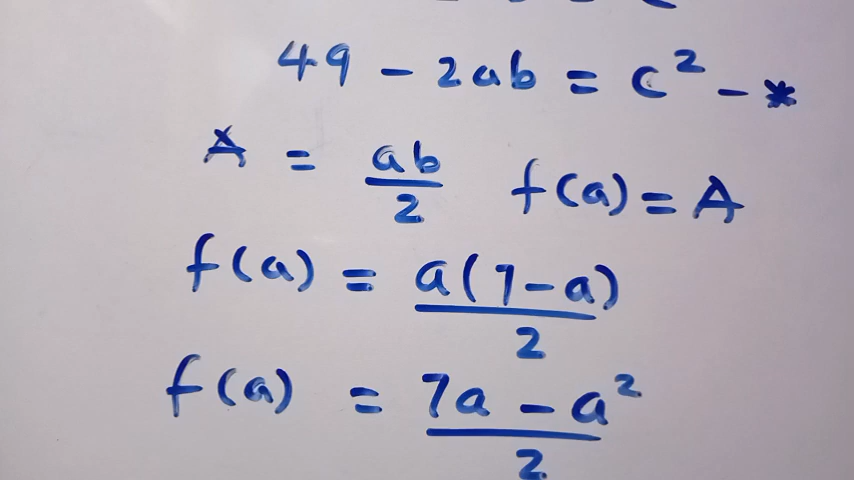 49 - 2ab = c² - *
A = ab/2 f(a) = A
f(a) = a(7-a)/2
f(a) = 7a - a²/2